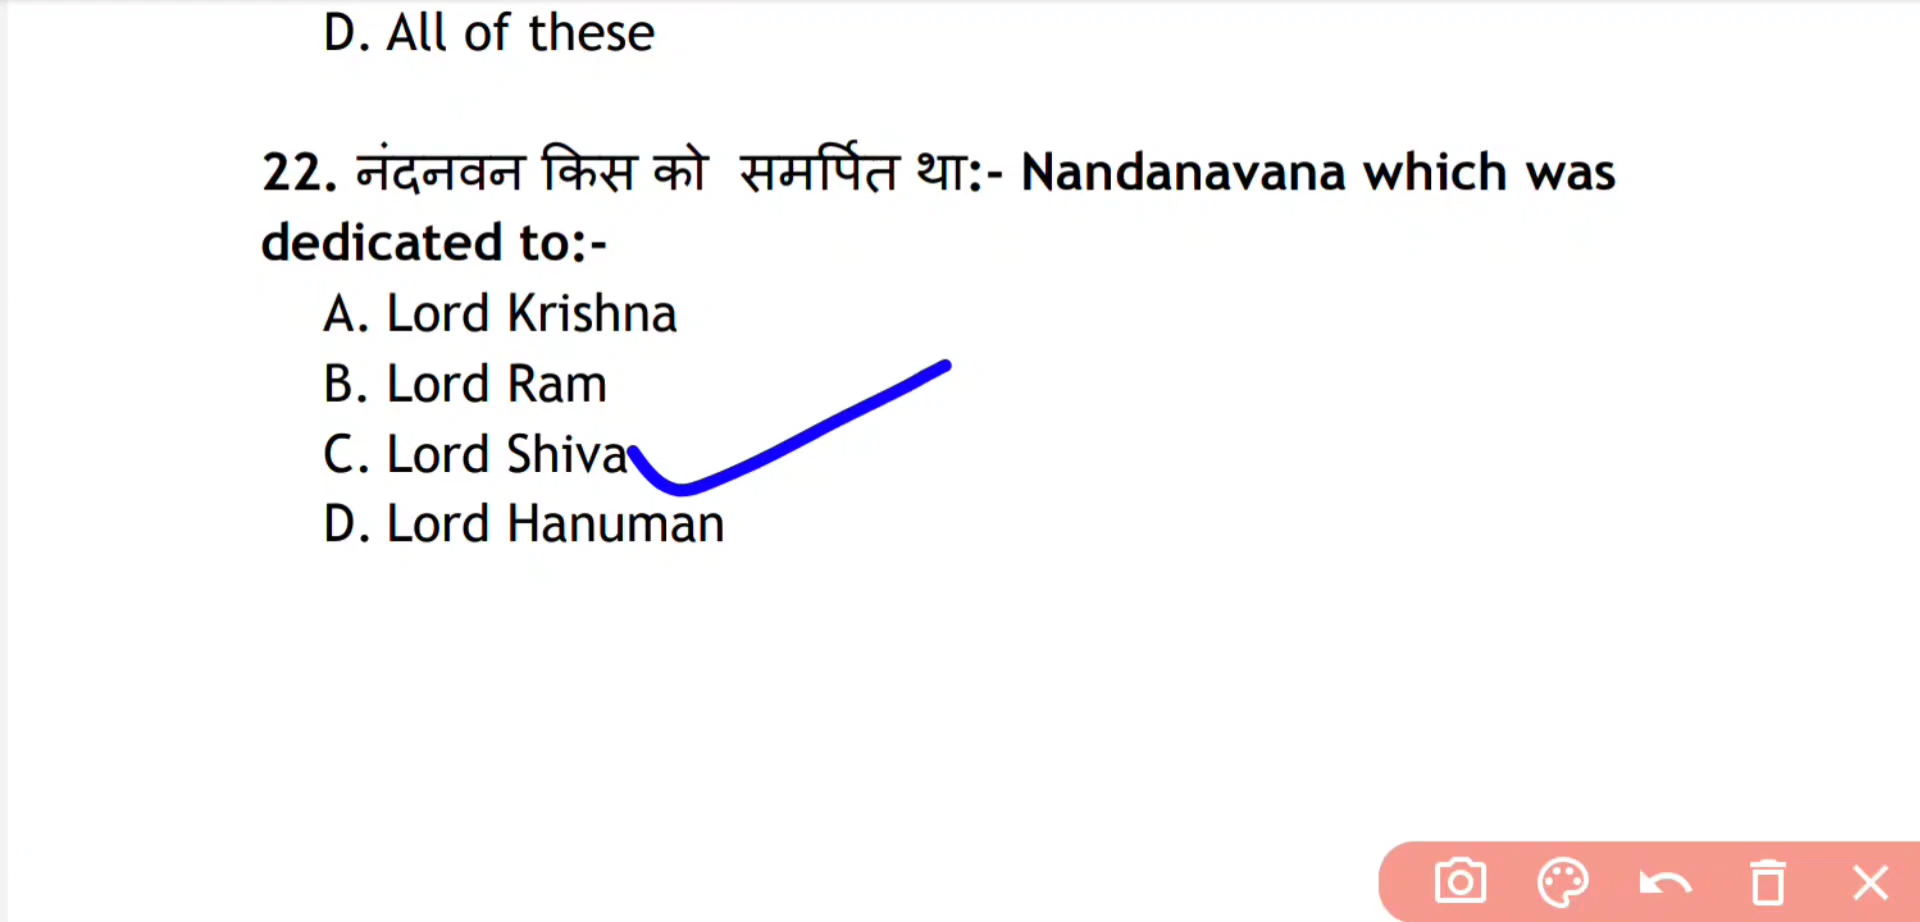 D. All of these
22. नंदनवन किस को समर्पित था:- Nandanavana which was
dedicated to:-
A. Lord Krishna
B. Lord Ram
C. Lord Shiva
D. Lord Hanuman